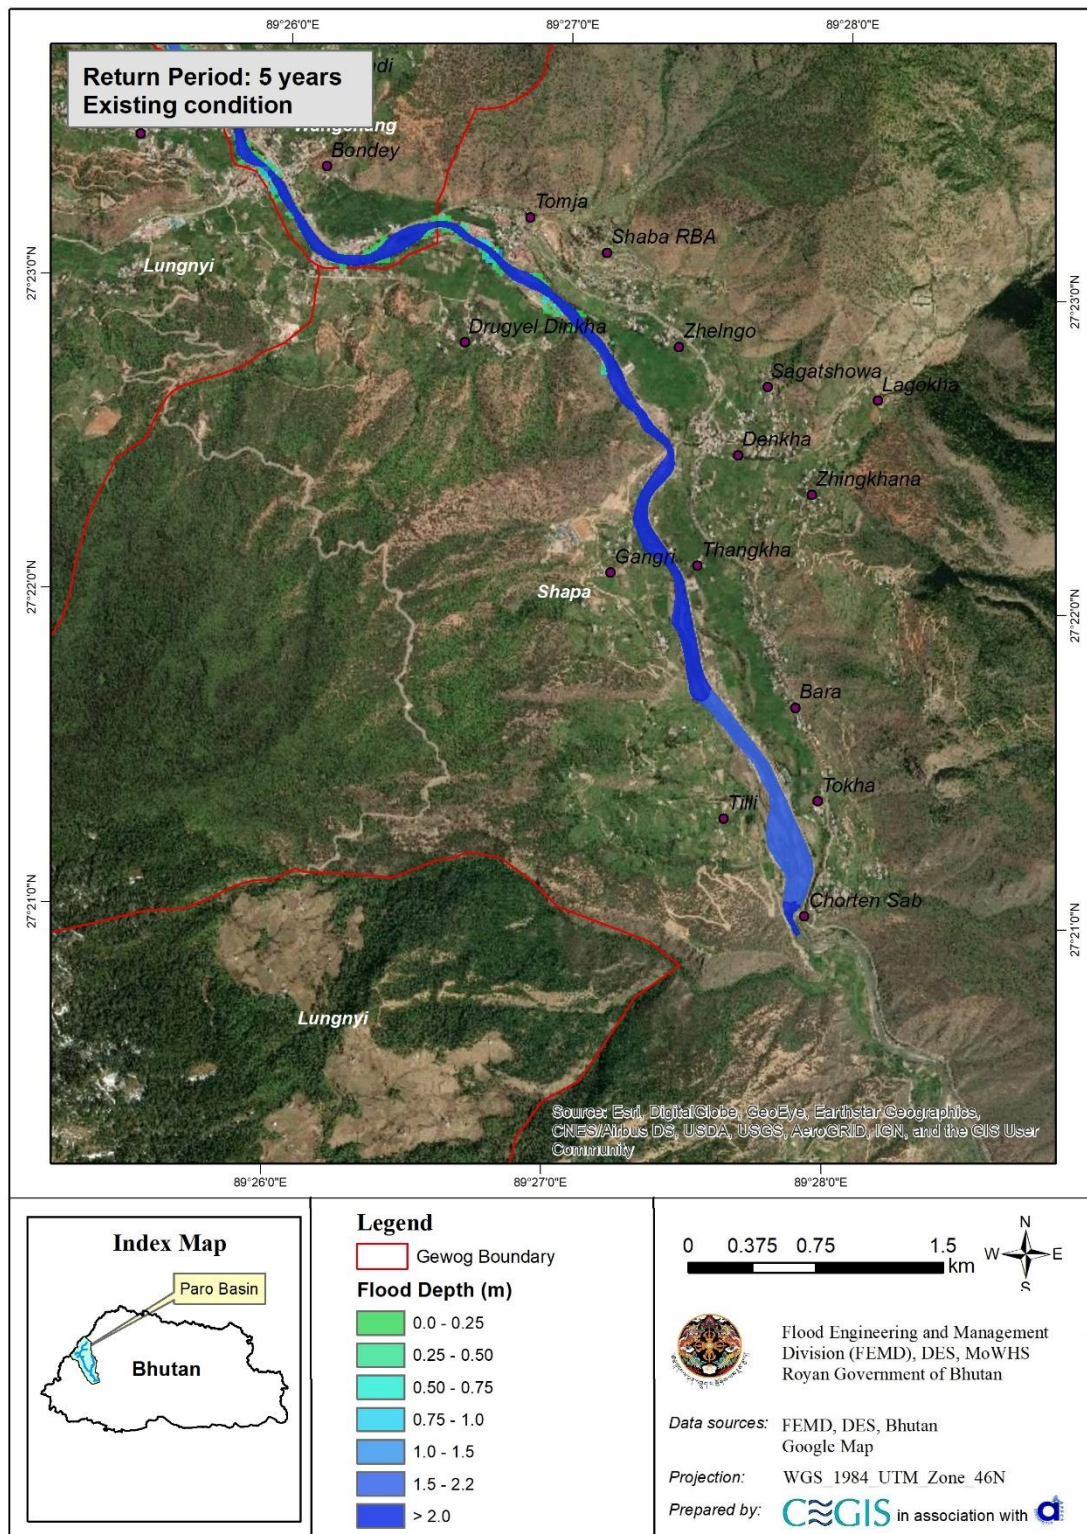 89°26'0"E 89°27'0"E 89°28'0"E
Return Period: 5 years
Existing condition
Bondey
Tomja
Shaba RBA
27°23'0"N
27°23'0"N
Lungnyi
Drugyel Dinkha
Zhelngo
Sagatshowa
Lagokha
Denkha
Zhingkhana
Gangri
Thangkha
27°22'0"N
27°22'0"N
Shapa
Bara
Tokha
Tilli
27°21'0"N
27°21'0"N
Chorten Sab
Lungnyi
Source: Esri, DigitalGlobe, GeoEye, Earthstar Geographics,
CNES/Airbus DS, USDA, USGS, AeroGRID, IGN, and the GIS User
Community
89°26'0"E 89°27'0"E 89°28'0"E
Index Map
Paro Basin
Bhutan
Legend
Gewog Boundary
Flood Depth (m)
0.0 - 0.25
0.25 - 0.50
0.50 - 0.75
0.75 - 1.0
1.0 - 1.5
1.5 - 2.2
> 2.0
0 0.375 0.75 1.5
km
N
W E
S
Flood Engineering and Management
Division (FEMD), DES, MoWHS
Royan Government of Bhutan
Data sources: FEMD, DES, Bhutan
Google Map
Projection: WGS_1984_UTM_Zone_46N
Prepared by: CEGIS in association with